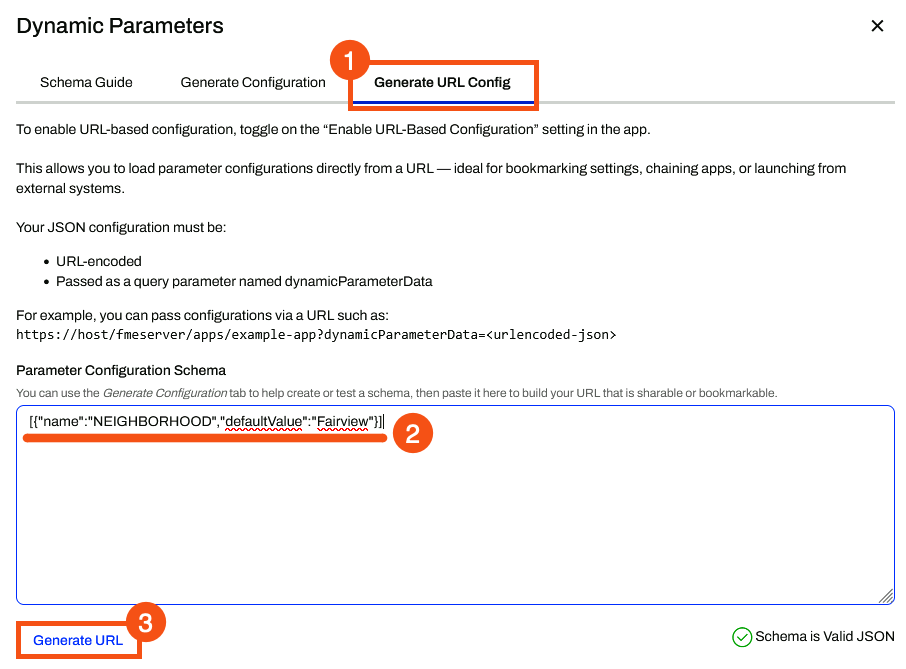 Dynamic Parameters
1
Schema Guide Generate Configuration Generate URL Config
To enable URL-based configuration, toggle on the “Enable URL-Based Configuration” setting in the app.
This allows you to load parameter configurations directly from a URL — ideal for bookmarking settings, chaining apps, or launching from
external systems.
Your JSON configuration must be:
• URL-encoded
• Passed as a query parameter named dynamicParameterData
For example, you can pass configurations via a URL such as:
https://host/fmeserver/apps/example-app?dynamicParameterData=<urlencoded-json>
Parameter Configuration Schema
You can use the Generate Configuration tab to help create or test a schema, then paste it here to build your URL that is sharable or bookmarkable.
[{"name":"NEIGHBORHOOD","defaultValue":"Fairview"}]
2
3
Generate URL
Schema is Valid JSON